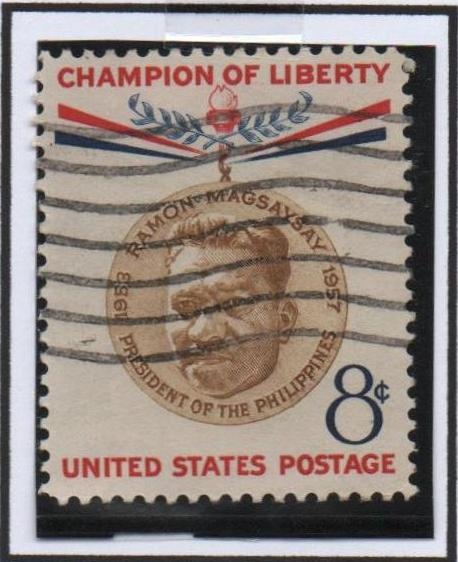 CHAMPION OF LIBERTY
RAMON MAGSAYSAY
1953 1957
PRESIDENT OF THE PHILIPPINES
8¢
UNITED STATES POSTAGE